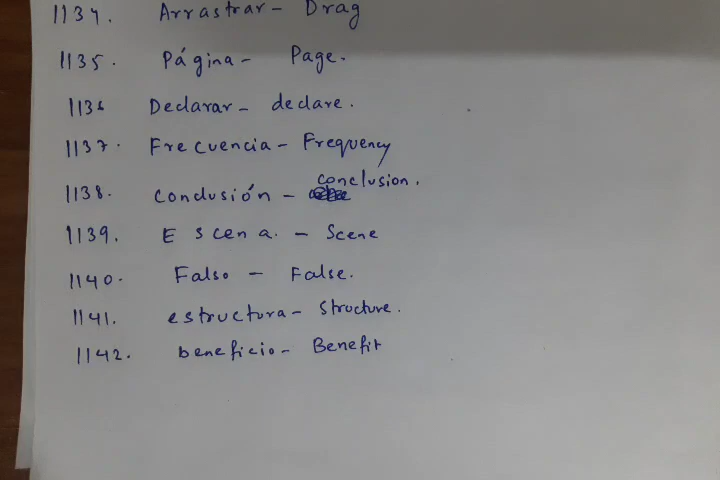 1134. Arrastrar - Drag
1135. Página - Page.
1136 Declarar - declare.
1137. Frecuencia - Frequency
1138. Conclusión - conclusion.
1139. Escena. - Scene
1140. Falso - False.
1141. estructura - Structure.
1142. beneficio - Benefit